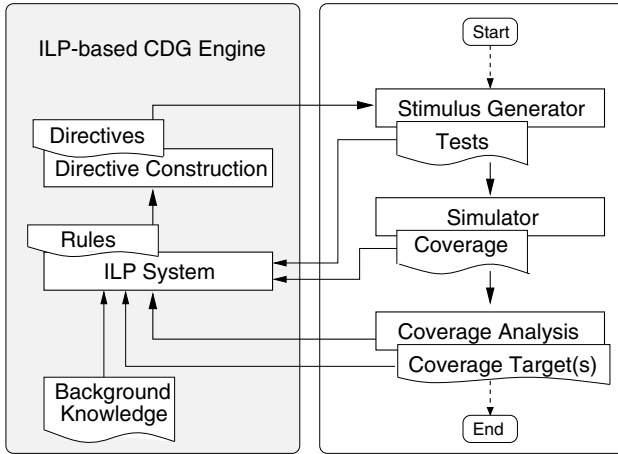 ILP-based CDG Engine
Directives
Directive Construction
Rules
ILP System
Background
Knowledge
Start
Stimulus Generator
Tests
Simulator
Coverage
Coverage Analysis
Coverage Target(s)
End